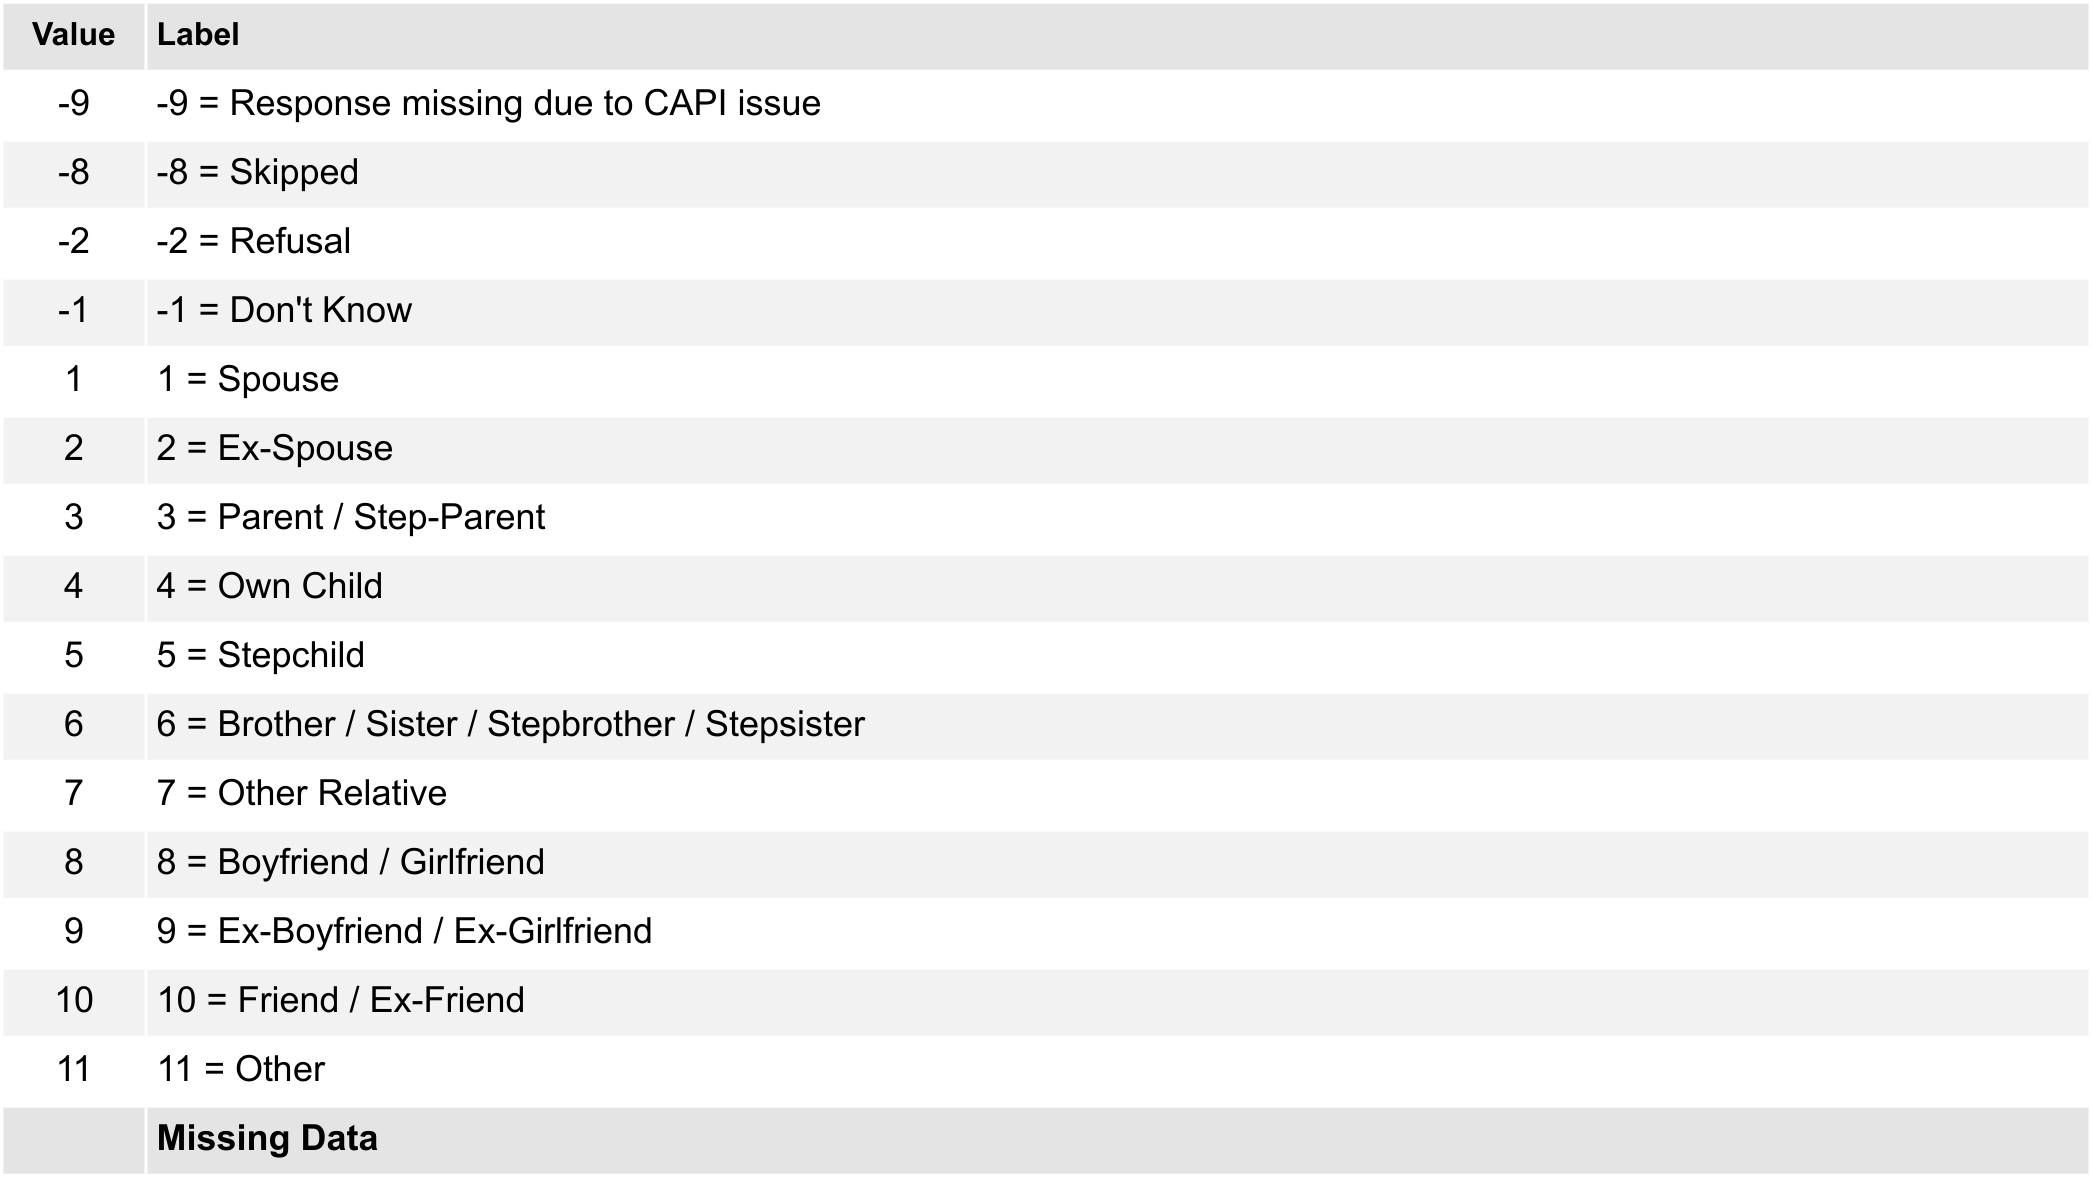 Value Label
-9 -9 = Response missing due to CAPI issue
-8 -8 = Skipped
-2 -2 = Refusal
-1 -1 = Don't Know
1 1 = Spouse
2 2 = Ex-Spouse
3 3 = Parent / Step-Parent
4 4 = Own Child
5 5 = Stepchild
6 6 = Brother / Sister / Stepbrother / Stepsister
7 7 = Other Relative
8 8 = Boyfriend / Girlfriend
9 9 = Ex-Boyfriend / Ex-Girlfriend
10 10 = Friend / Ex-Friend
11 11 = Other
Missing Data